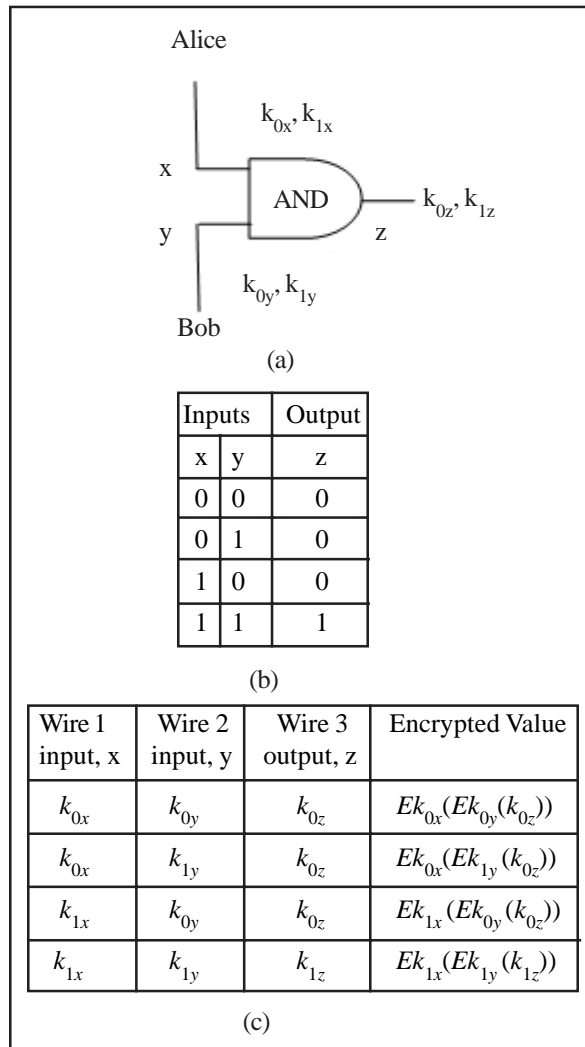 Alice
k₀ₓ, k₁ₓ
x
AND
k₀z, k₁z
y
z
k₀y, k₁y
Bob
(a)
Inputs Output
x y z
0 0 0
0 1 0
1 0 0
1 1 1
(b)
Wire 1 Wire 2 Wire 3 Encrypted Value
input, x input, y output, z
k₀ₓ k₀y k₀z Ek₀ₓ(Ek₀y(k₀z))
k₀ₓ k₁y k₀z Ek₀ₓ(Ek₁y (k₀z))
k₁ₓ k₀y k₀z Ek₁ₓ (Ek₀y (k₀z))
k₁ₓ k₁y k₁z Ek₁ₓ(Ek₁y (k₁z))
(c)